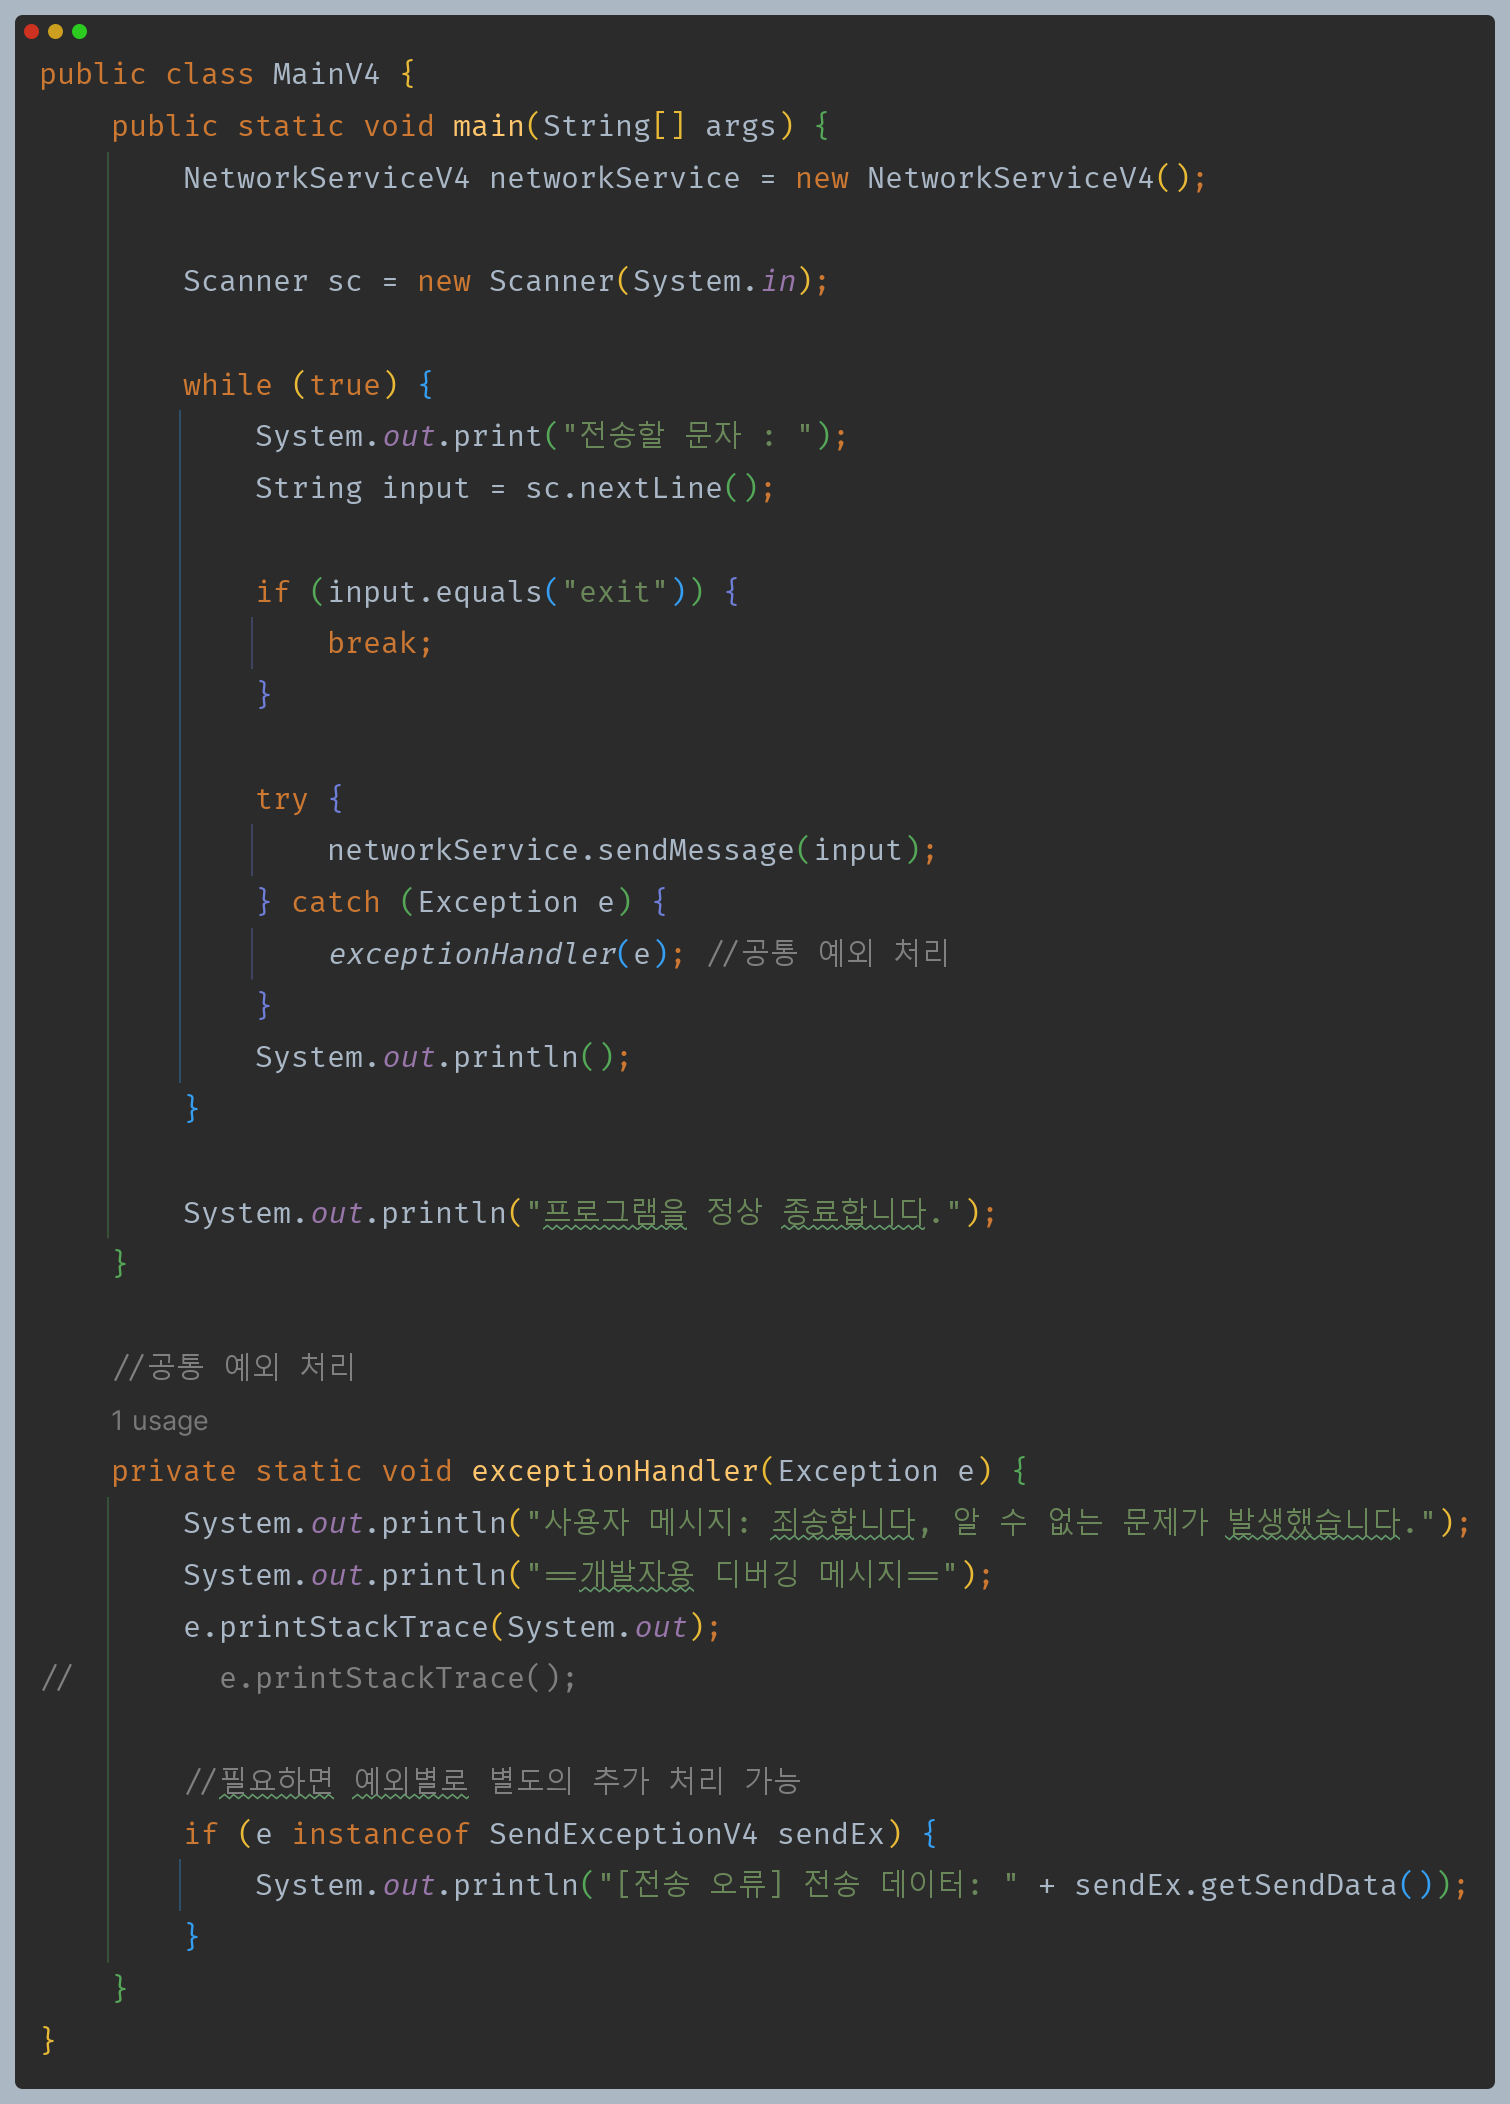 public class MainV4 {
    public static void main(String[] args) {
        NetworkServiceV4 networkService = new NetworkServiceV4();

        Scanner sc = new Scanner(System.in);

        while (true) {
            System.out.print("전송할 문자 : ");
            String input = sc.nextLine();

            if (input.equals("exit")) {
                break;
            }

            try {
                networkService.sendMessage(input);
            } catch (Exception e) {
                exceptionHandler(e); //공통 예외 처리
            }
            System.out.println();
        }

        System.out.println("프로그램을 정상 종료합니다.");
    }

    //공통 예외 처리
    1 usage
    private static void exceptionHandler(Exception e) {
        System.out.println("사용자 메시지: 죄송합니다, 알 수 없는 문제가 발생했습니다.");
        System.out.println("==개발자용 디버깅 메시지==");
        e.printStackTrace(System.out);
//        e.printStackTrace();

        //필요하면 예외별로 별도의 추가 처리 가능
        if (e instanceof SendExceptionV4 sendEx) {
            System.out.println("[전송 오류] 전송 데이터: " + sendEx.getSendData());
        }
    }
}